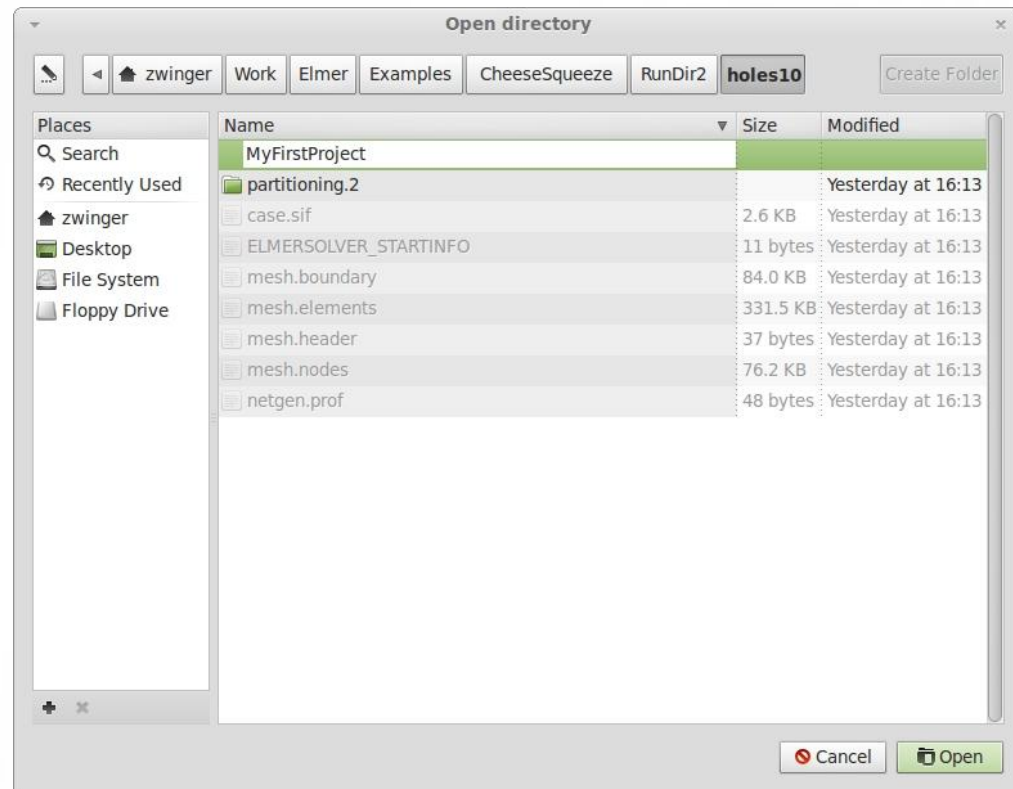 Open directory
zwinger Work Elmer Examples CheeseSqueeze RunDir2 holes10 Create Folder
Places
Search
Recently Used
zwinger
Desktop
File System
Floppy Drive
Name Size Modified
MyFirstProject
partitioning.2 Yesterday at 16:13
case.sif 2.6 KB Yesterday at 16:13
ELMERSOLVER_STARTINFO 11 bytes Yesterday at 16:13
mesh.boundary 84.0 KB Yesterday at 16:13
mesh.elements 331.5 KB Yesterday at 16:13
mesh.header 37 bytes Yesterday at 16:13
mesh.nodes 76.2 KB Yesterday at 16:13
netgen.prof 48 bytes Yesterday at 16:13
Cancel Open